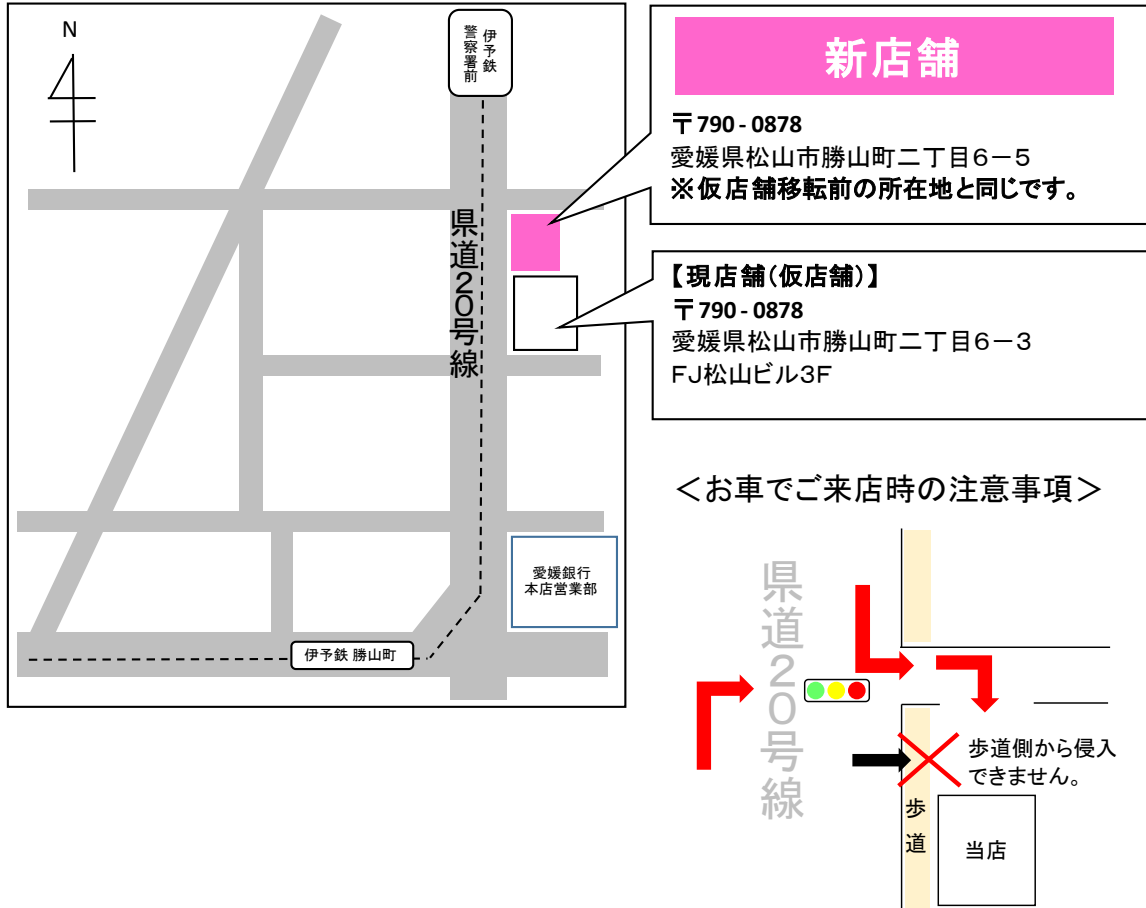 N
伊予鉄
警察署前
県道20号線
愛媛銀行
本店営業部
伊予鉄 勝山町
新店舗
〒790‐0878
愛媛県松山市勝山町二丁目6－5
※仮店舗移転前の所在地と同じです。
【現店舗(仮店舗)】
〒790‐0878
愛媛県松山市勝山町二丁目6－3
FJ松山ビル3F
＜お車でご来店時の注意事項＞
県道20号線
歩道側から侵入
できません。
歩道
当店